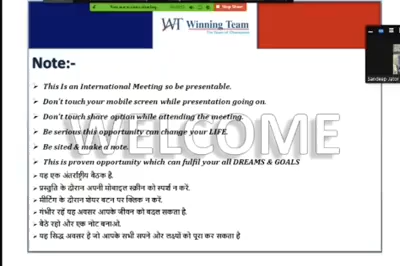 Winning Team
Note:-
➢ This Is an International Meeting so be presentable.
➢ Don't touch your mobile screen while presentation going on.
➢ Don't touch share option while attending the meeting.
➢ Be serious this opportunity can change your LIFE.
➢ Be sited & make a note.
➢ This is proven opportunity which can fulfil your all DREAMS & GOALS
WELCOME
➢ यह एक अंतर्राष्ट्रीय बैठक है.
➢ प्रस्तुति के दौरान अपनी मोबाइल स्क्रीन को स्पर्श न करें.
➢ मीटिंग के दौरान शेयर बटन पर क्लिक न करें.
➢ गंभीर रहें यह अवसर आपके जीवन को बदल सकता है.
➢ बैठे रहो और एक नोट बनाओ.
➢ यह सिद्ध अवसर है जो आपके सभी सपने और लक्ष्यों को पूरा कर सकता है